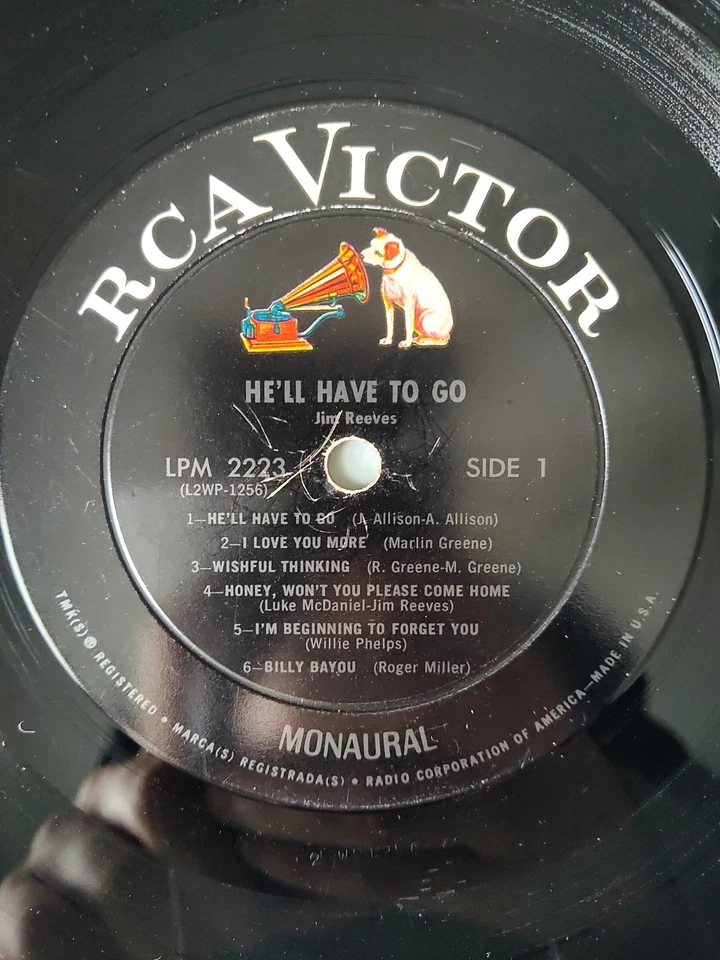 RCA VICTOR
HE'LL HAVE TO GO
Jim Reeves
LPM 2223
SIDE 1
(L2WP-1256)
1—HE'LL HAVE TO GO (J. Allison-A. Allison)
2—I LOVE YOU MORE (Marlin Greene)
3—WISHFUL THINKING (R. Greene-M. Greene)
4—HONEY, WON'T YOU PLEASE COME HOME
(Luke McDaniel-Jim Reeves)
5—I'M BEGINNING TO FORGET YOU
(Willie Phelps)
6—BILLY BAYOU (Roger Miller)
MONAURAL
TMK(S) ® REGISTERED • MARCA(S) REGISTRADA(S) • RADIO CORPORATION OF AMERICA—MADE IN U.S.A.